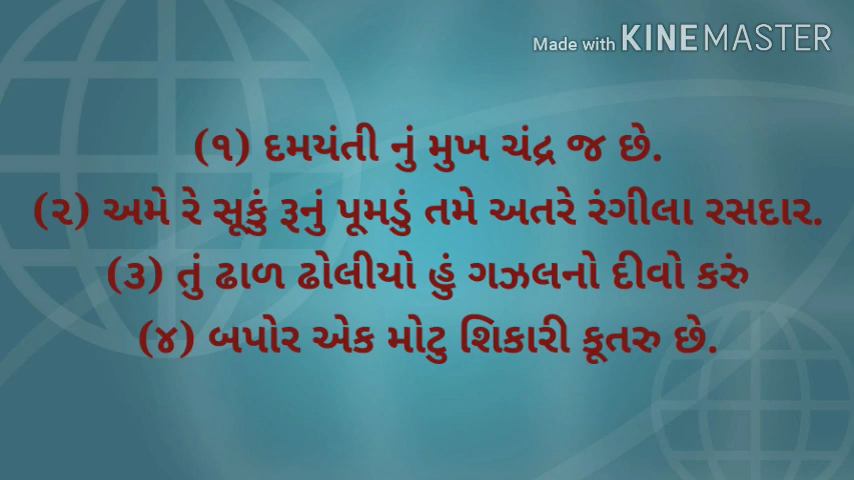 Made with KINEMASTER
(૧) દમયંતી નું મુખ ચંદ્ર જ છે.
(૨) અમે રે સૂકું રૂનું પૂમડું તમે અતરે રંગીલા રસદાર.
(૩) તું ઢાળ ઢોલીયો હું ગઝલનો દીવો કરું
(૪) બપોર એક મોટુ શિકારી કૂતરુ છે.